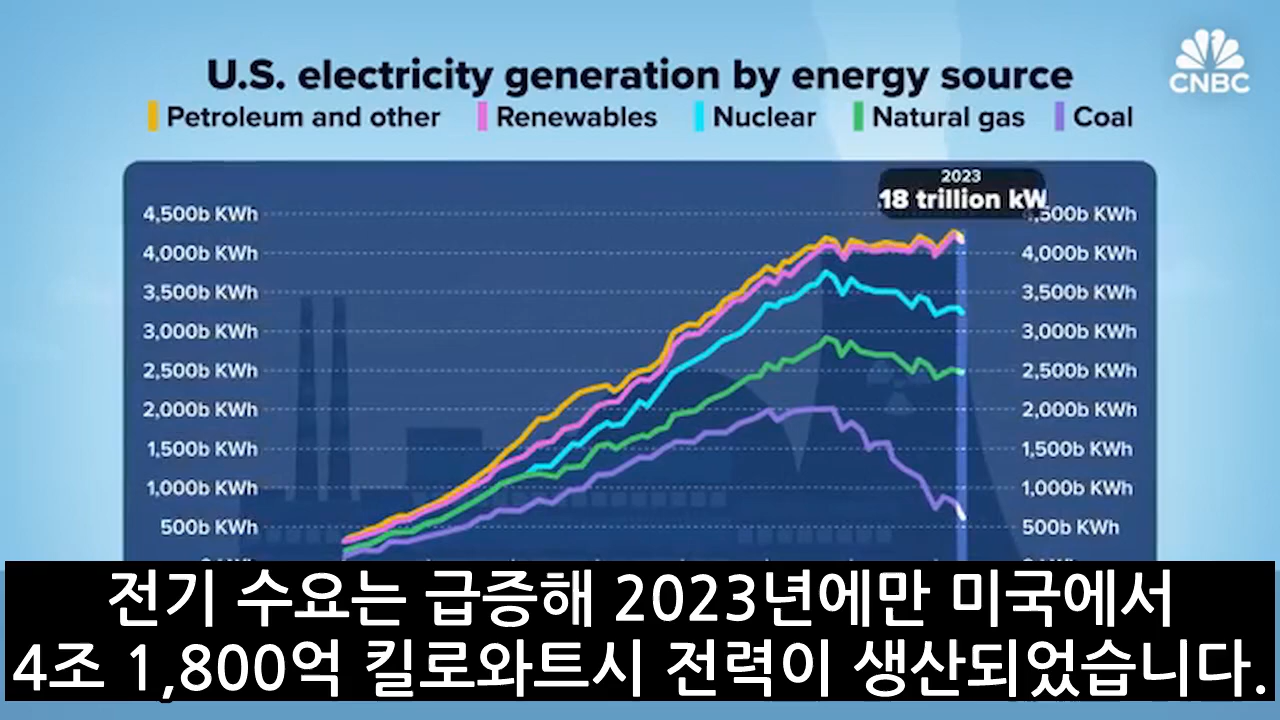 U.S. electricity generation by energy source
CNBC
Petroleum and other
Renewables
Nuclear
Natural gas
Coal
2023
.18 trillion kW
4,500b KWh
4,500b KWh
4,000b KWh
4,000b KWh
3,500b KWh
3,500b KWh
3,000b KWh
3,000b KWh
2,500b KWh
2,500b KWh
2,000b KWh
2,000b KWh
1,500b KWh
1,500b KWh
1,000b KWh
1,000b KWh
500b KWh
500b KWh
전기 수요는 급증해 2023년에만 미국에서
4조 1,800억 킬로와트시 전력이 생산되었습니다.